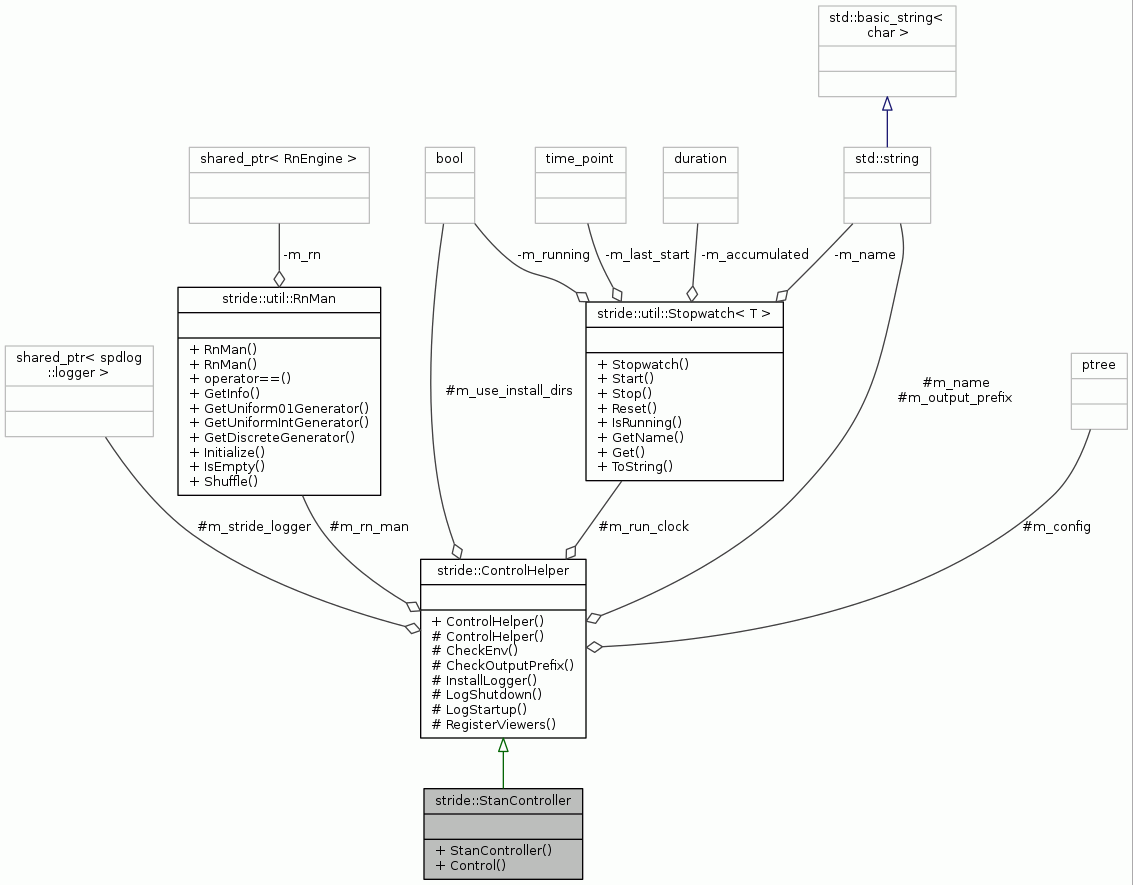 std::basic_string<
char >
shared_ptr< RnEngine >
bool
time_point
duration
std::string
-m_rn
-m_running
-m_last_start
-m_accumulated
-m_name
stride::util::RnMan
+ RnMan()
+ RnMan()
+ operator==()
+ GetInfo()
+ GetUniform01Generator()
+ GetUniformIntGenerator()
+ GetDiscreteGenerator()
+ Initialize()
+ IsEmpty()
+ Shuffle()
stride::util::Stopwatch< T >
+ Stopwatch()
+ Start()
+ Stop()
+ Reset()
+ IsRunning()
+ GetName()
+ Get()
+ ToString()
shared_ptr< spdlog
::logger >
ptree
#m_use_install_dirs
#m_name
#m_output_prefix
#m_stride_logger
#m_rn_man
#m_run_clock
#m_config
stride::ControlHelper
+ ControlHelper()
# ControlHelper()
# CheckEnv()
# CheckOutputPrefix()
# InstallLogger()
# LogShutdown()
# LogStartup()
# RegisterViewers()
stride::StanController
+ StanController()
+ Control()